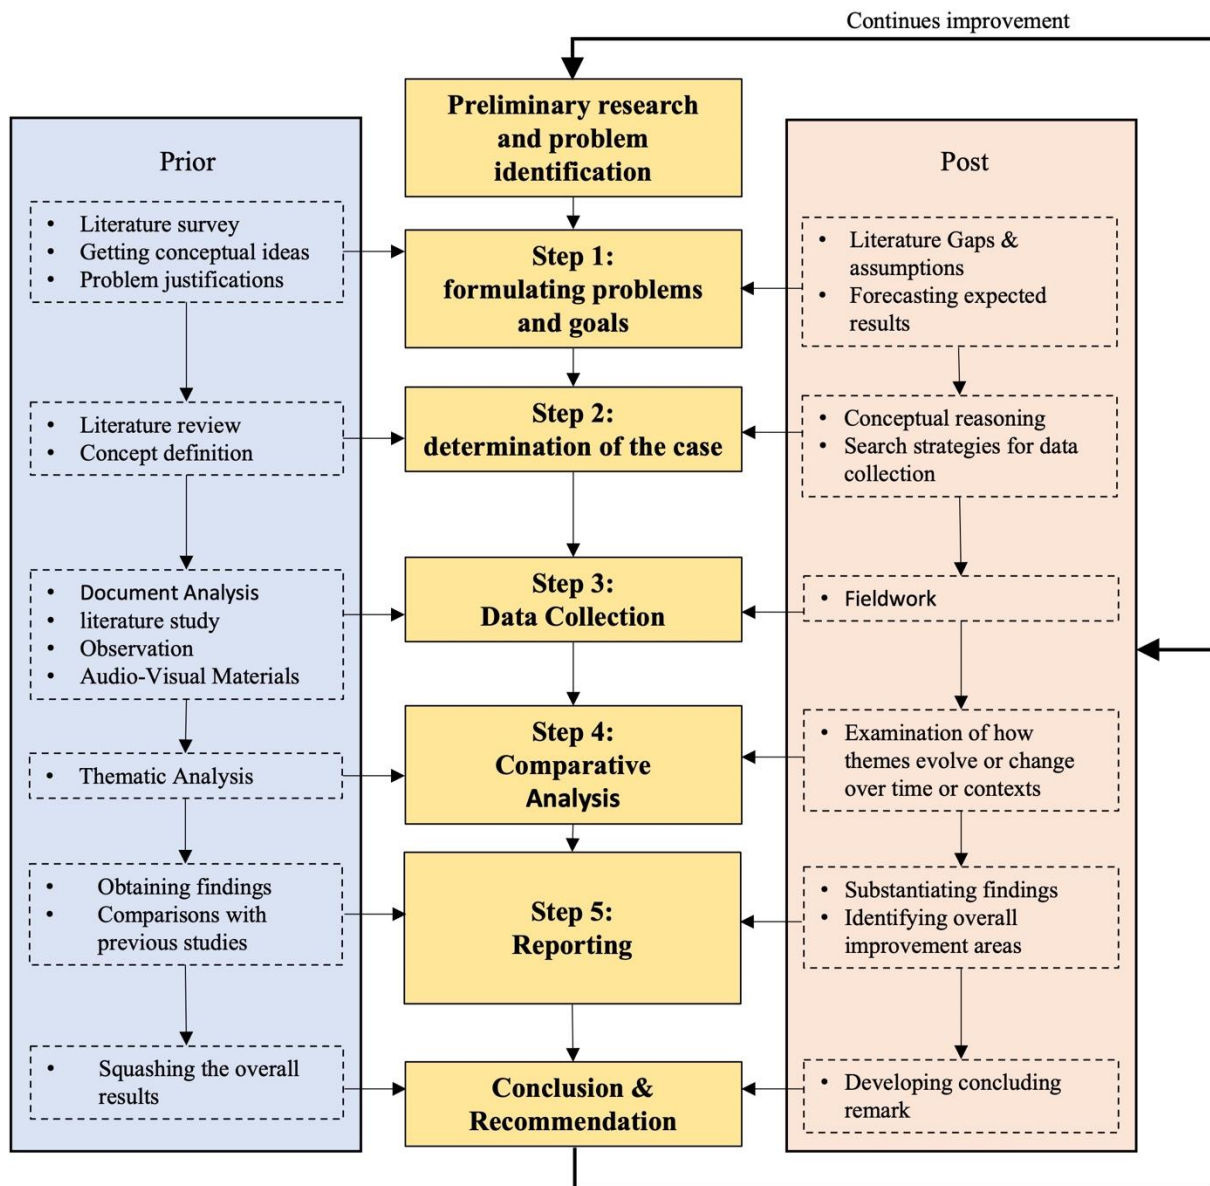 Continues improvement
Preliminary research
and problem
identification
Prior
• Literature survey
• Getting conceptual ideas
• Problem justifications
• Literature review
• Concept definition
• Document Analysis
• literature study
• Observation
• Audio-Visual Materials
• Thematic Analysis
• Obtaining findings
• Comparisons with
previous studies
• Squashing the overall
results
Step 1:
formulating problems
and goals
Step 2:
determination of the case
Step 3:
Data Collection
Step 4:
Comparative
Analysis
Step 5:
Reporting
Conclusion &
Recommendation
Post
• Literature Gaps &
assumptions
• Forecasting expected
results
• Conceptual reasoning
• Search strategies for data
collection
• Fieldwork
• Examination of how
themes evolve or change
over time or contexts
• Substantiating findings
• Identifying overall
improvement areas
• Developing concluding
remark